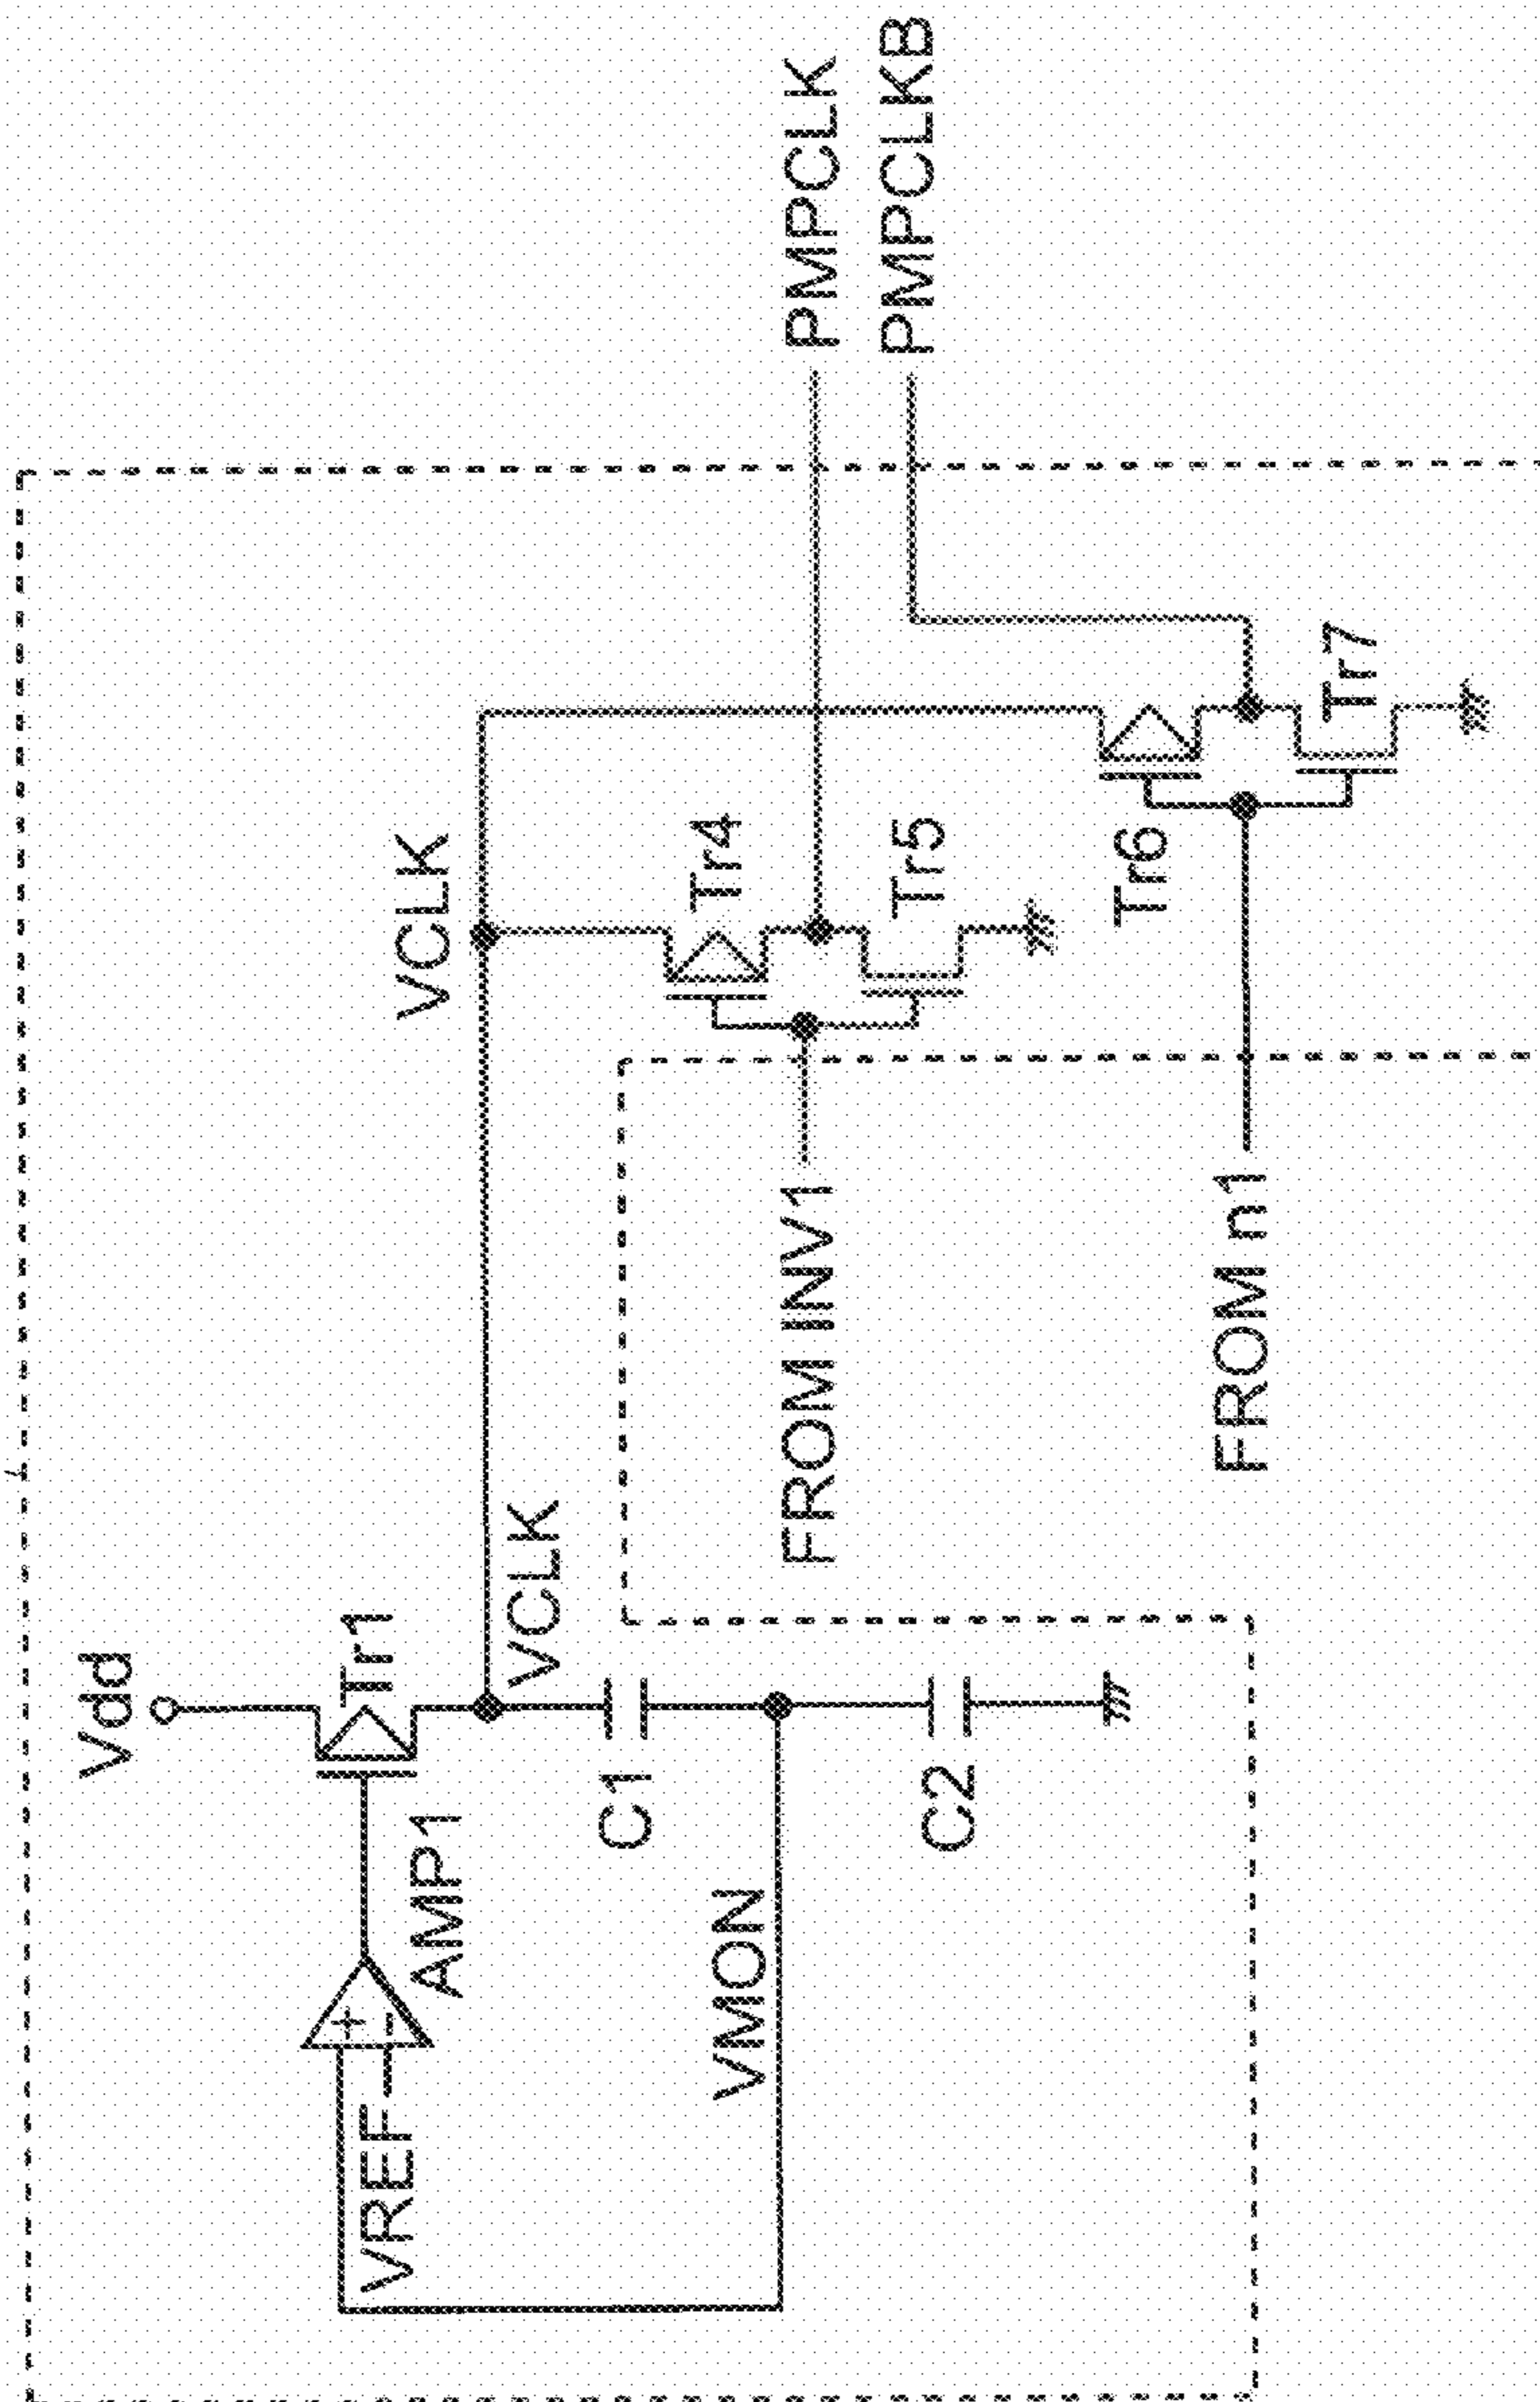 Vdd
Tr1
AMP1
+
-
VREF
VCLK
VCLK
C1
VMON
C2
Tr4
Tr5
FROM INV1
PMPCLK
PMPCLKB
Tr6
Tr7
FROM n1